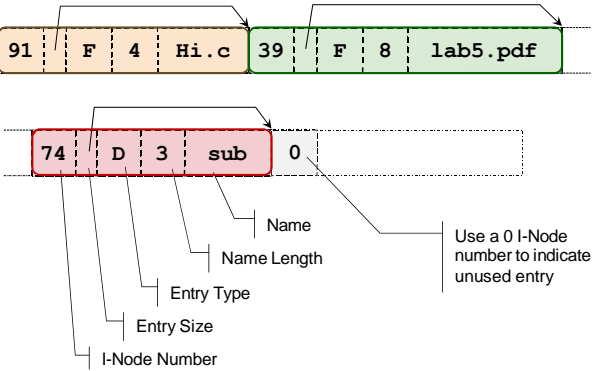 91 F 4 Hi.c 39 F 8 lab5.pdf
74 D 3 sub 0
Name
Name Length
Entry Type
Entry Size
I-Node Number
Use a 0 I-Node
number to indicate
unused entry